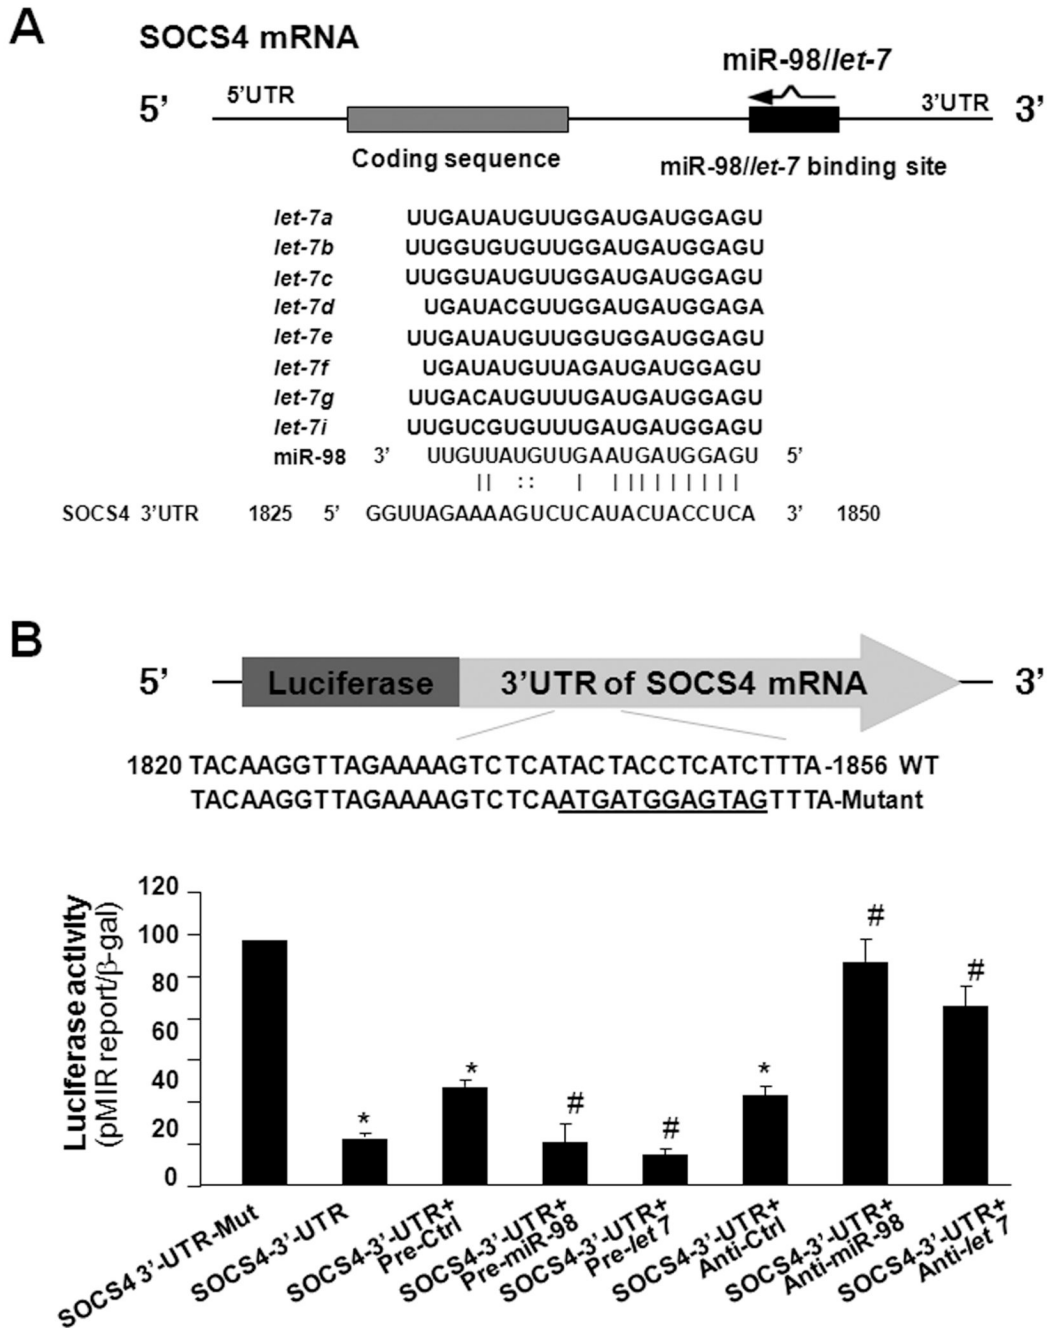 A
SOCS4 mRNA
miR-98/let-7
5’ 5’UTR 3’UTR 3’
Coding sequence
miR-98/let-7 binding site
let-7a UUGAUAUGUUGGAUGAUGGAGU
let-7b UUGGUGUGUUGGAUGAUGGAGU
let-7c UUGGUAUGUUGGAUGAUGGAGU
let-7d UGAUACGUUGGAUGAUGGAGA
let-7e UUGAUAUGUUGGUGGAUGGAGU
let-7f UGAUAUGUUAGAUGAUGGAGU
let-7g UUGACAUGUUUGAUGAUGGAGU
let-7i UUGUCGUGUUUGAUGAUGGAGU
miR-98 3’ UUGUUAUGUUGAAUGAUGGAGU 5’
|| :: | | || | | | | | |
SOCS4 3’UTR 1825 5’ GGUUAGAAAAGUCUCAUACUACCUCA 3’ 1850
B
5’ Luciferase 3’UTR of SOCS4 mRNA 3’
1820 TACAAGGTTAGAAAAGTCTCATACTACCTCATCTTTA-1856 WT
TACAAGGTTAGAAAAGTCTCAATGATGGAGTAGTTTA-Mutant
Luciferase activity
(pMIR report/β-gal)
120
100
80
60
40
20
0
* * # # * # #
SOCS4 3’-UTR-Mut
SOCS4-3’-UTR
SOCS4-3’-UTR+
Pre-Ctrl
SOCS4-3’-UTR+
Pre-miR-98
SOCS4-3’-UTR+
Pre-let 7
SOCS4-3’-UTR+
Anti-Ctrl
SOCS4-3’-UTR+
Anti-miR-98
SOCS4-3’-UTR+
Anti-let 7